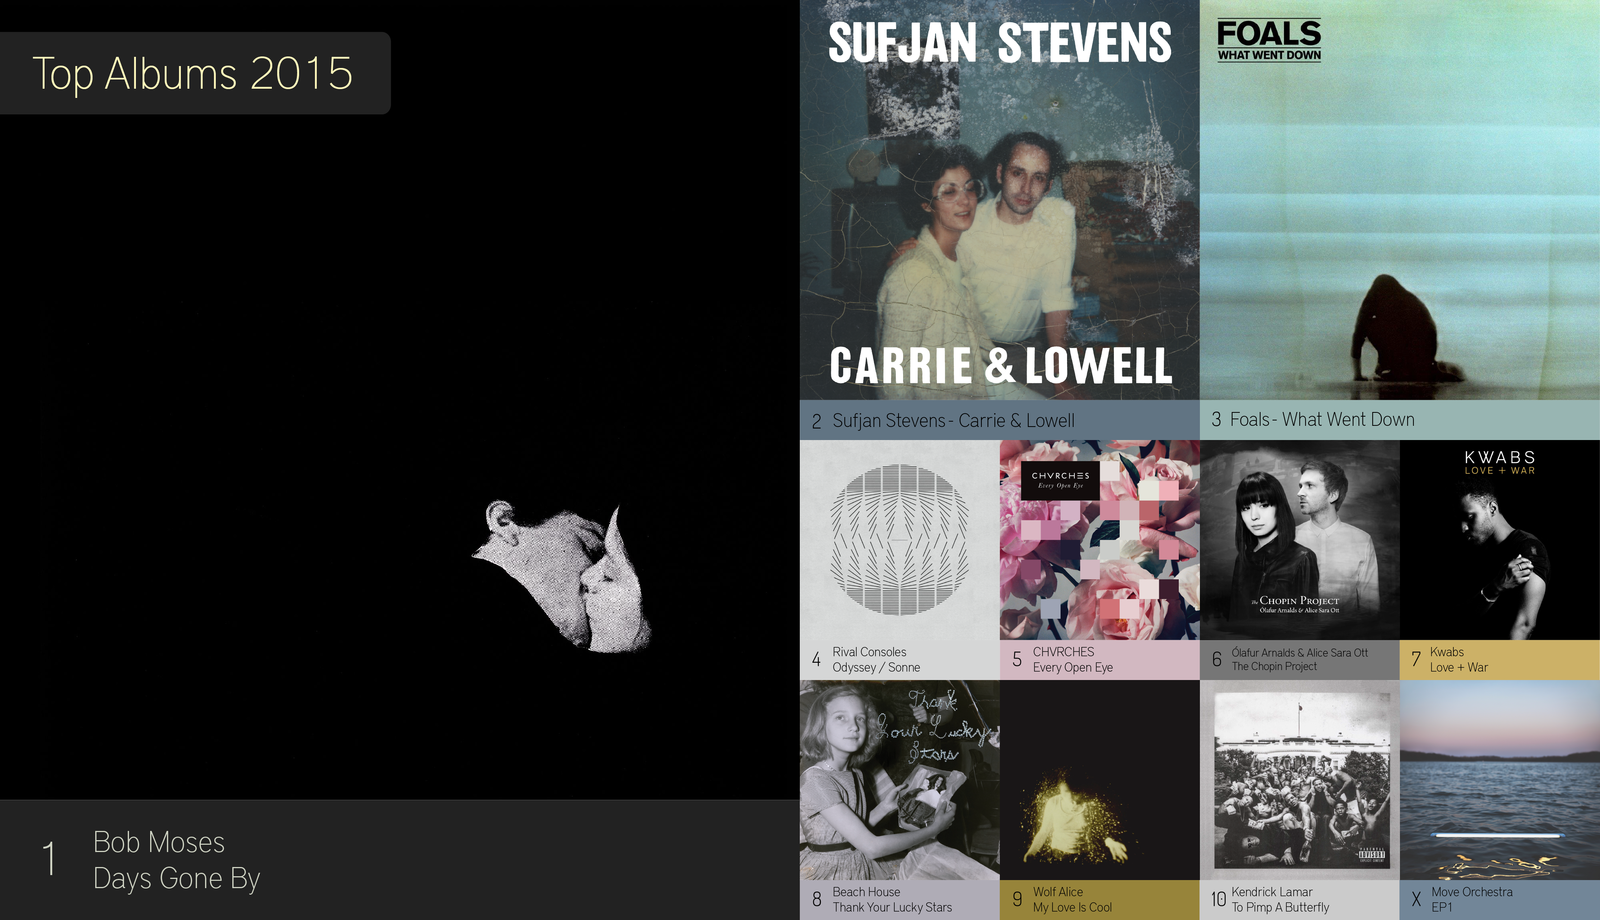 Top Albums 2015
1
Bob Moses
Days Gone By
SUFJAN STEVENS
CARRIE & LOWELL
2 Sufjan Stevens - Carrie & Lowell
FOALS
WHAT WENT DOWN
3 Foals - What Went Down
4
Rival Consoles
Odyssey / Sonne
CHVRCHES
Every Open Eye
5
CHVRCHES
Every Open Eye
The CHOPIN PROJECT
Ólafur Arnalds & Alice Sara Ott
6
Ólafur Arnalds & Alice Sara Ott
The Chopin Project
KWABS
LOVE + WAR
7
Kwabs
Love + War
Thank
Your Lucky
Stars
8
Beach House
Thank Your Lucky Stars
9
Wolf Alice
My Love Is Cool
PARENTAL
ADVISORY
10
Kendrick Lamar
To Pimp A Butterfly
X
Move Orchestra
EP1